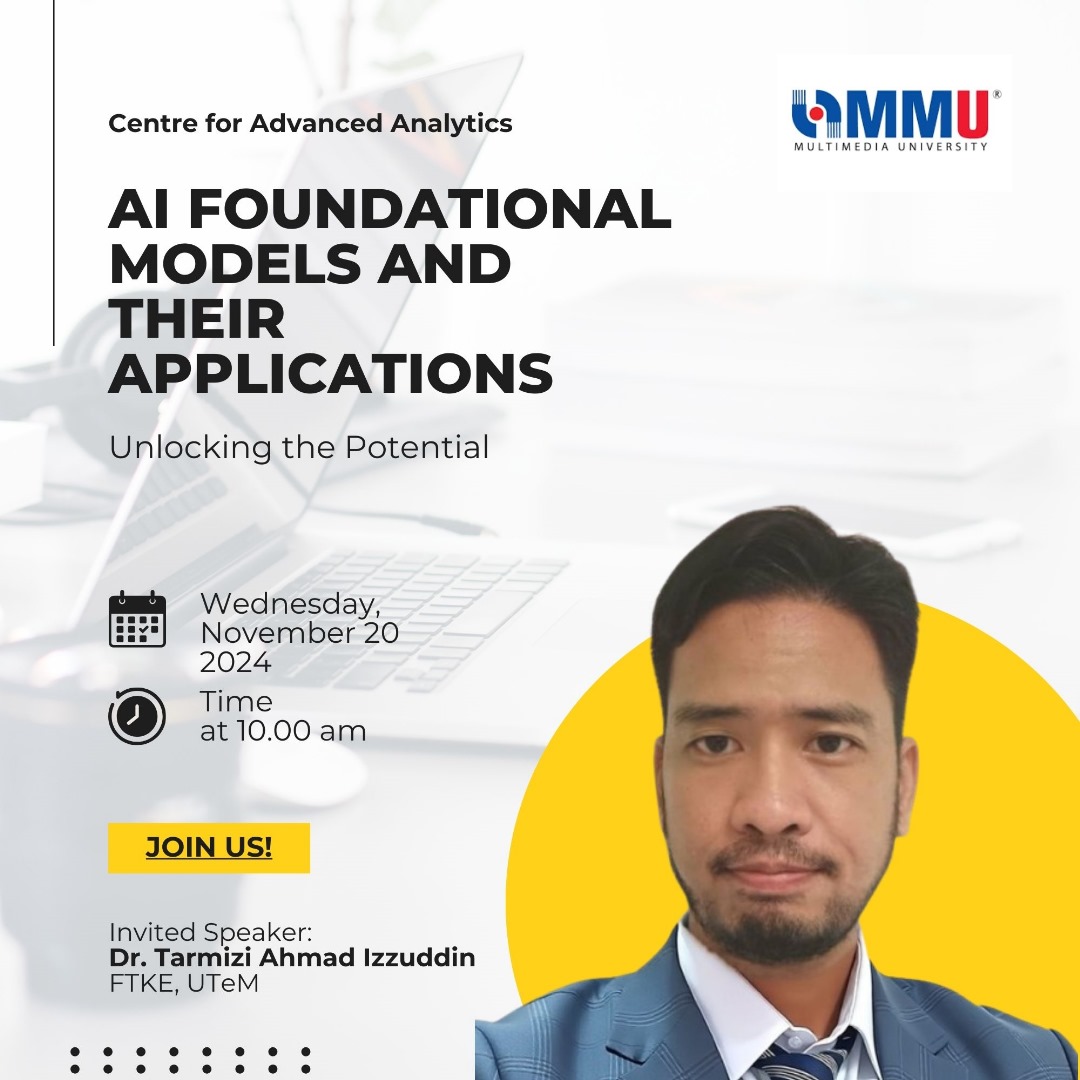 Centre for Advanced Analytics
MMU®
MULTIMEDIA UNIVERSITY
AI FOUNDATIONAL
MODELS AND
THEIR
APPLICATIONS
Unlocking the Potential
Wednesday,
November 20
2024
Time
at 10.00 am
JOIN US!
Invited Speaker:
Dr. Tarmizi Ahmad Izzuddin
FTKE, UTeM